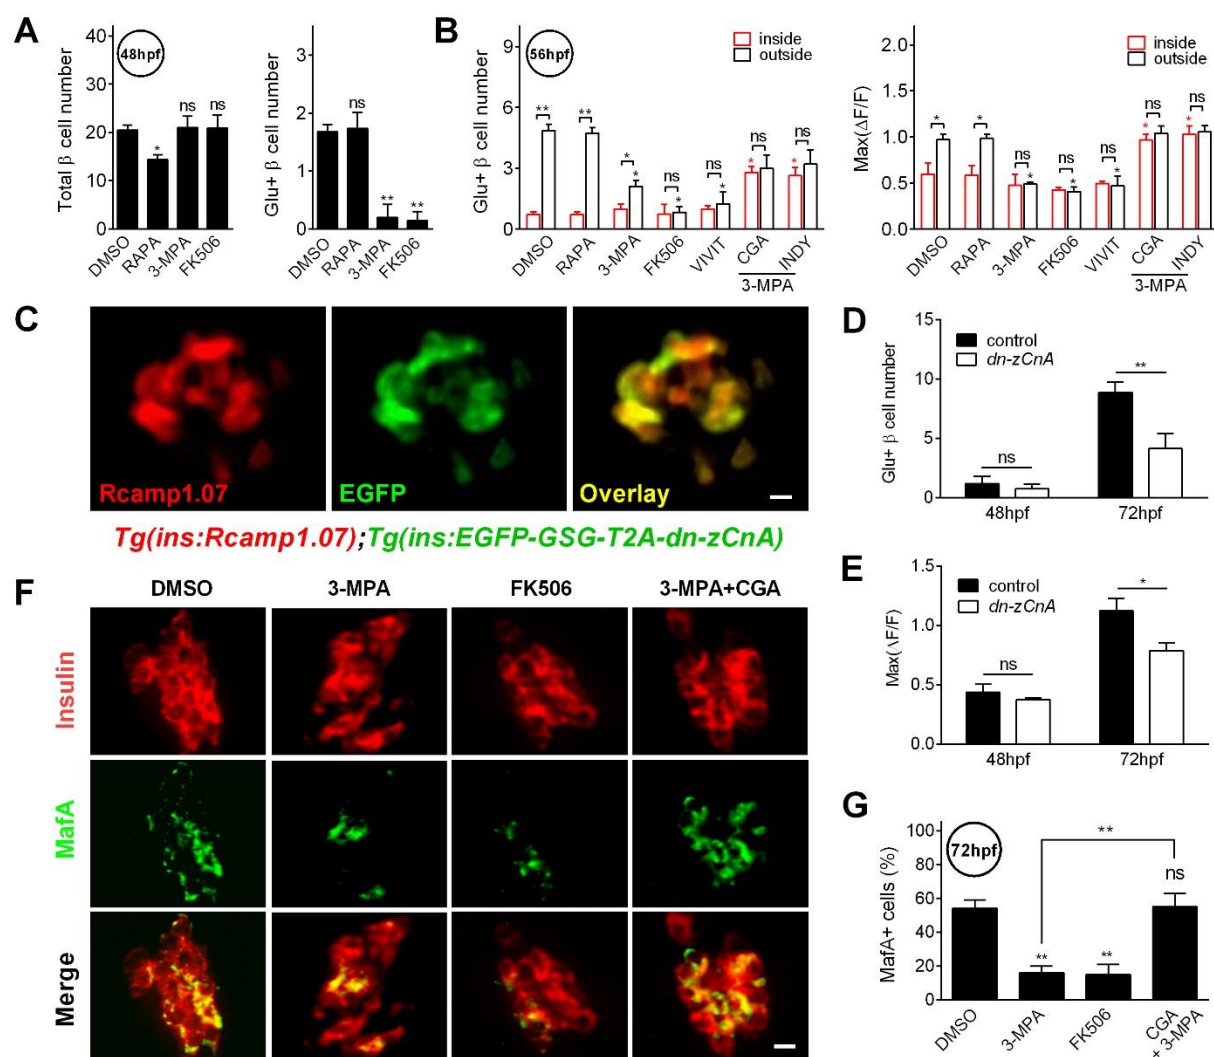 A
48hpf
Total β cell number
40
30
20
10
0
*
ns
ns
DMSO
RAPA
3-MPA
FK506
Glu+ β cell number
3
2
1
0
ns
**
**
DMSO
RAPA
3-MPA
FK506
B
56hpf
inside
outside
Glu+ β cell number
9
6
3
0
**
**
*
*
ns
*
ns
*
*
ns
*
ns
DMSO
RAPA
3-MPA
FK506
VIVIT
CGA
INDY
3-MPA
inside
outside
Max(ΔF/F)
2.0
1.5
1.0
0.5
0.0
*
*
ns
*
ns
*
ns
*
*
ns
*
ns
DMSO
RAPA
3-MPA
FK506
VIVIT
CGA
INDY
3-MPA
C
Rcamp1.07
EGFP
Overlay
Tg(ins:Rcamp1.07);Tg(ins:EGFP-GSG-T2A-dn-zCnA)
D
control
dn-zCnA
Glu+ β cell number
15
10
5
0
ns
**
48hpf
72hpf
E
control
dn-zCnA
Max(ΔF/F)
1.5
1.0
0.5
0.0
ns
*
48hpf
72hpf
F
DMSO
3-MPA
FK506
3-MPA+CGA
Insulin
MafA
Merge
G
72hpf
MafA+ cells (%)
100
80
60
40
20
0
**
**
**
ns
DMSO
3-MPA
FK506
CGA
+ 3-MPA